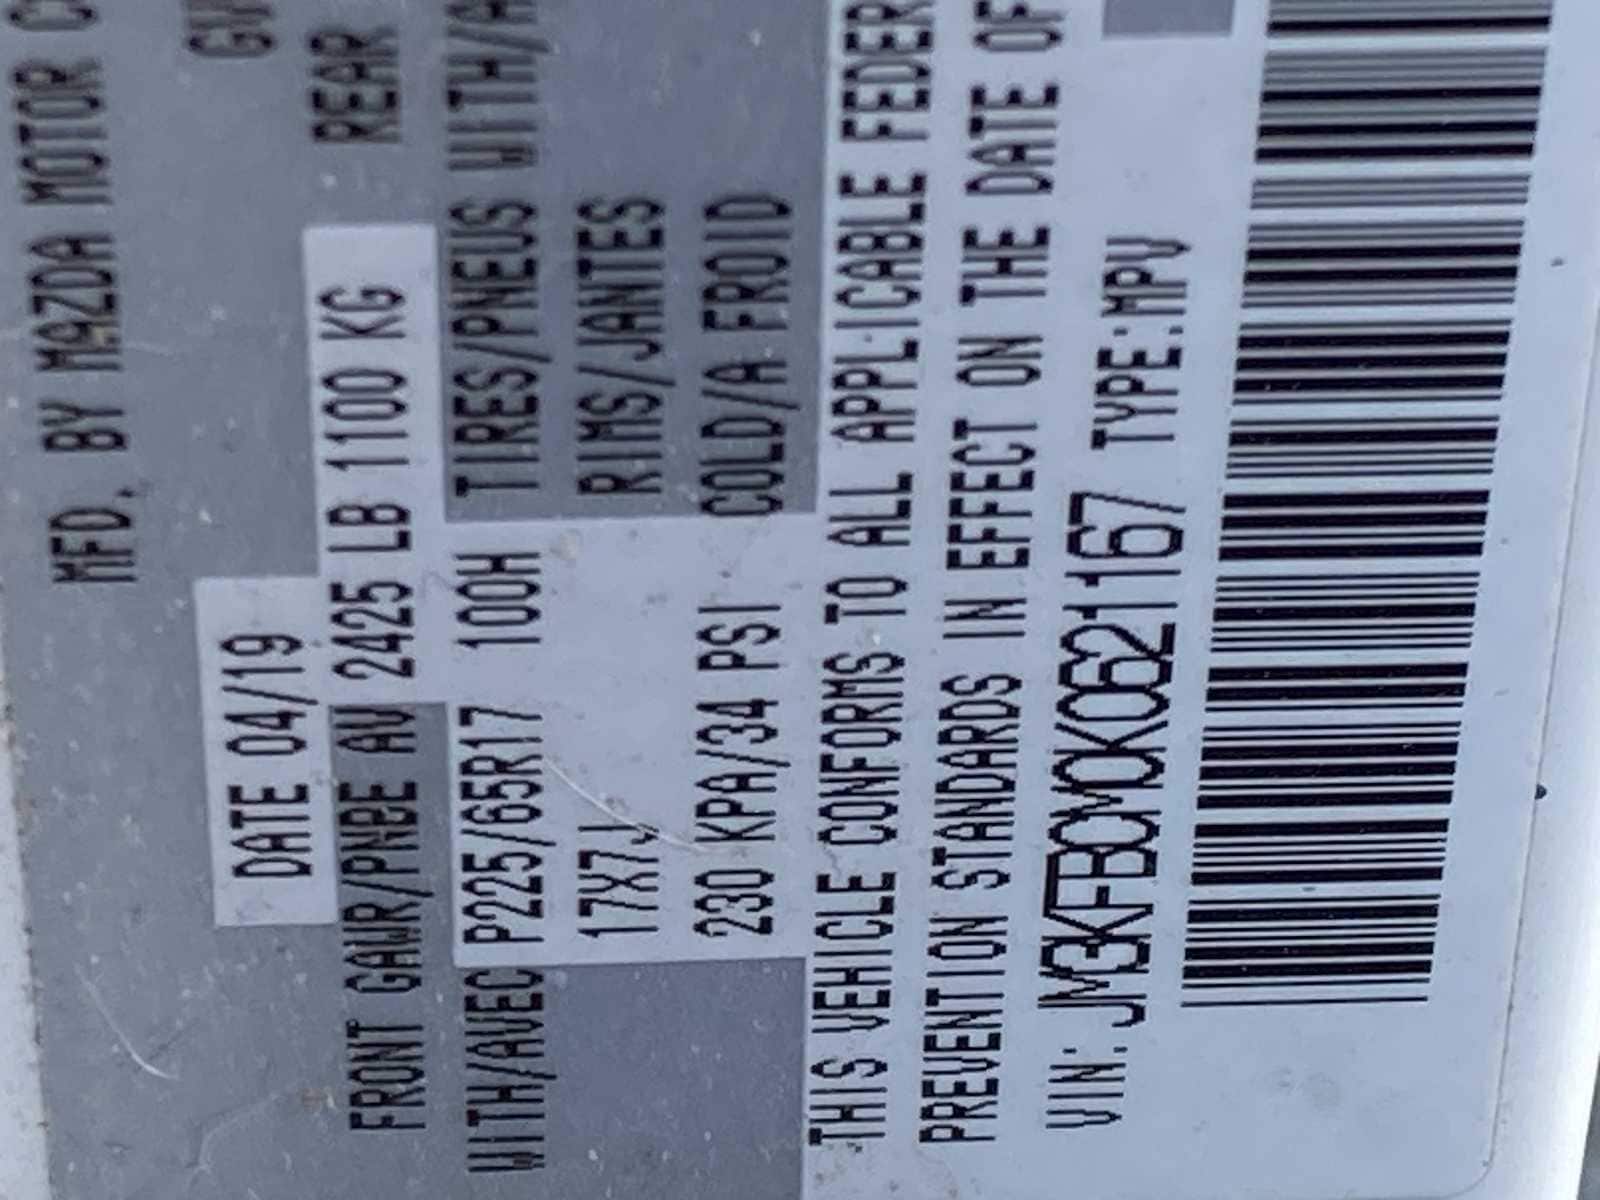 MFD. BY MAZDA MOTOR C
DATE 04/19 GW
FRONT GAWR/PNBE AV 2425 LB 1100 KG REAR
WITH/AVEC P225/65R17 100H TIRES/PNEUS WITH/A
17X7J RIMS/JANTES
230 KPA/34 PSI COLD/A FROID
THIS VEHICLE CONFORMS TO ALL APPLICABLE FEDER
PREVENTION STANDARDS IN EFFECT ON THE DATE OF
VIN: JM3KFBCM0K0621167 TYPE:MPV